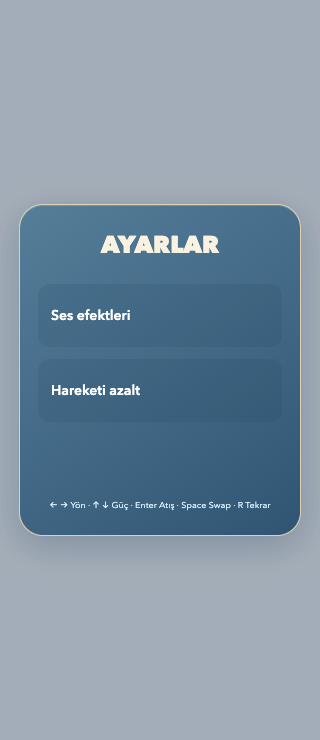 AYARLAR
Ses efektleri
Hareketi azalt
← → Yön · ↑ ↓ Güç · Enter Atış · Space Swap · R Tekrar